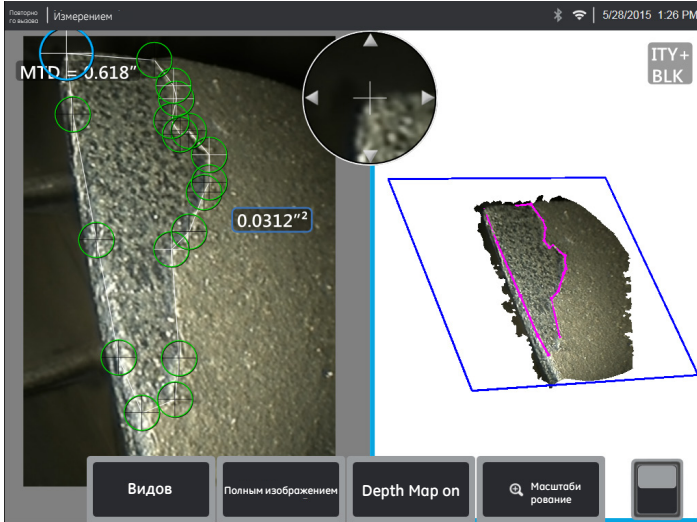 Повторно
го вызова
Измерением
5/28/2015 1:26 PM
MTD = 0.618"
ITY+
BLK
0.0312"²
Видов
Полным изображением
Depth Map on
Масштаби
рование